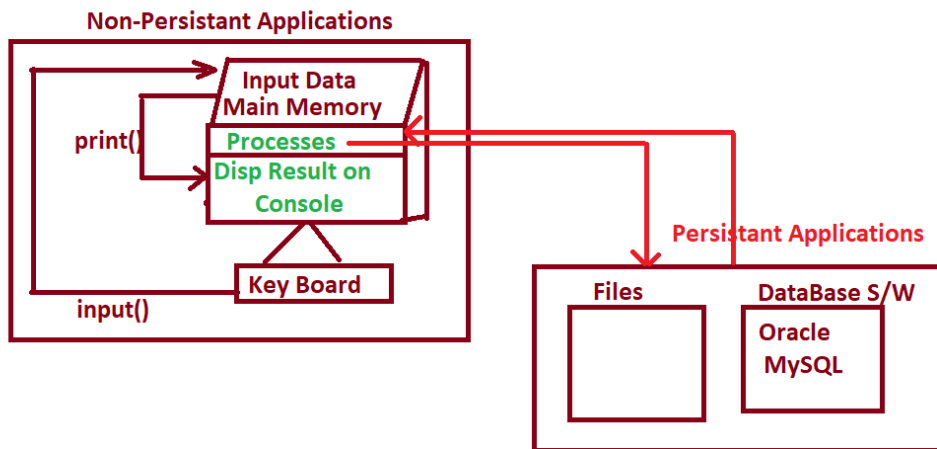 Non-Persistant Applications
Input Data
Main Memory
print()
Processes
Disp Result on
Console
Key Board
input()
Persistant Applications
Files
DataBase S/W
Oracle
MySQL